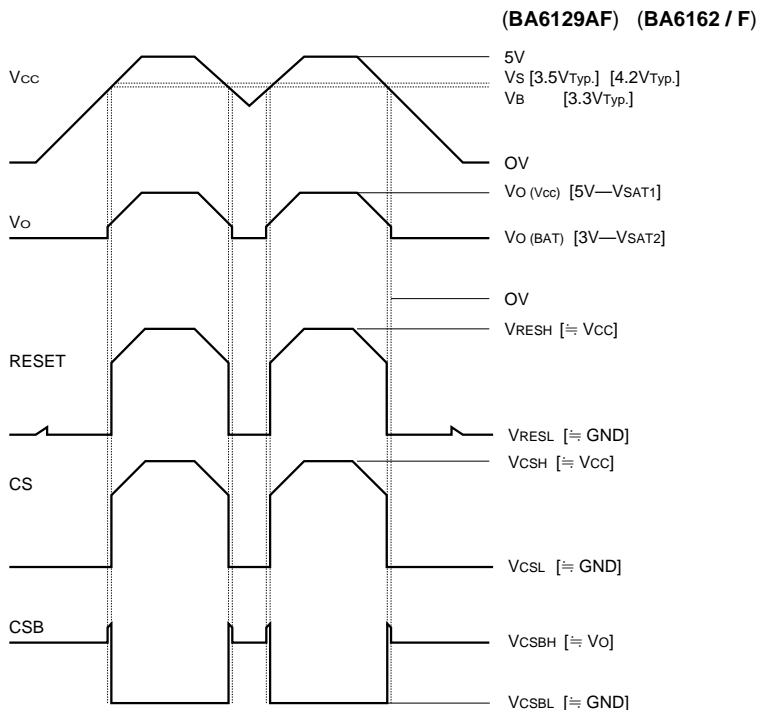 (BA6129AF) (BA6162 / F)
5V
VCC
VS [3.5VTyp.] [4.2VTyp.]
VB [3.3VTyp.]
OV
VO (Vcc) [5V—VSAT1]
VO
VO (BAT) [3V—VSAT2]
OV
VRESH [≒ VCC]
RESET
VRESL [≒ GND]
VCSH [≒ VCC]
CS
VCSL [≒ GND]
CSB
VCSBH [≒ VO]
VCSBL [≒ GND]